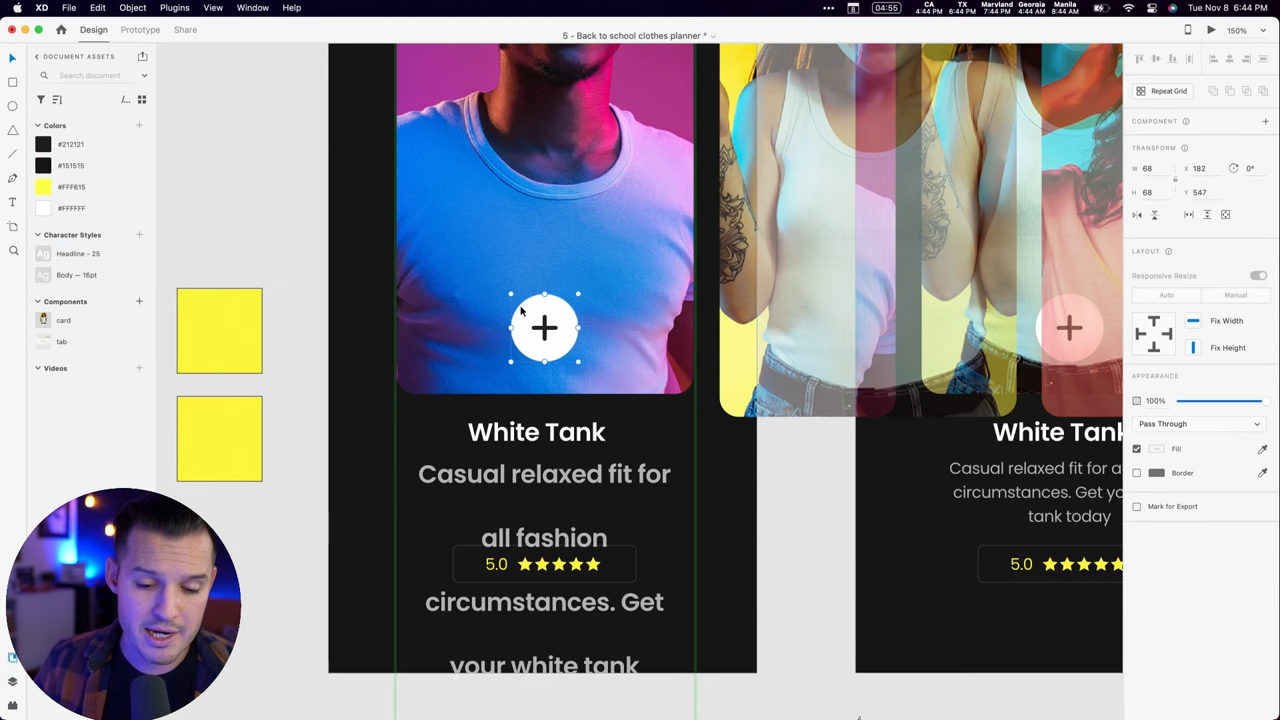 XD File Edit Object Plugins View Window Help
8 04:55
CA 4:44 PM
TX 6:44 PM
Maryland 7:44 PM
Georgia 4:44 AM
Manila 8:44 AM
Tue Nov 8 6:44 PM
Design Prototype Share
5 - Back to school clothes planner *
150%
DOCUMENT ASSETS
Search document
Colors
#212121
#151515
#FFF615
#FFFFFF
Character Styles
Ag Headline - 25
Ag Body — 16pt
Components
card
tab
Videos
White Tank
Casual relaxed fit for
all fashion
5.0
circumstances. Get
your white tank
White Tank
Casual relaxed fit for a
circumstances. Get yo
tank today
5.0
Repeat Grid
COMPONENT
TRANSFORM
W 68 X 182 0°
H 68 Y 547
LAYOUT
Responsive Resize
Auto Manual
Fix Width
Fix Height
APPEARANCE
100%
Pass Through
Fill
Border
Mark for Export